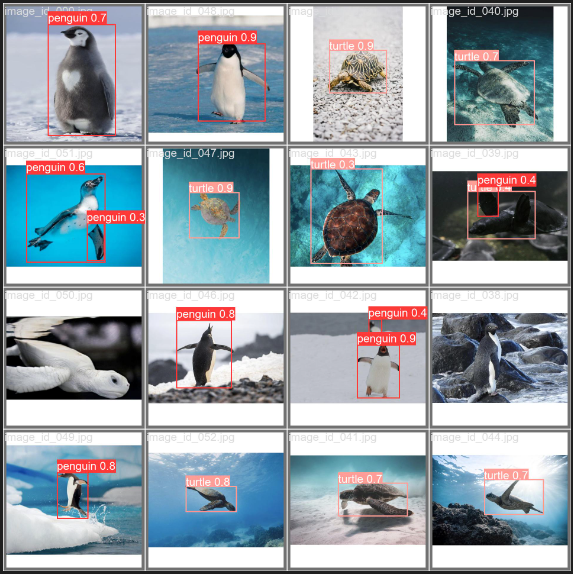 image_id_009.jpg
penguin 0.7
image_id_048.jpg
penguin 0.9
turtle 0.9
image_id_040.jpg
turtle 0.7
image_id_051.jpg
penguin 0.6
penguin 0.3
image_id_047.jpg
turtle 0.9
image_id_043.jpg
turtle 0.3
image_id_039.jpg
penguin 0.4
image_id_050.jpg
image_id_046.jpg
penguin 0.8
image_id_042.jpg
penguin 0.4
penguin 0.9
image_id_038.jpg
image_id_049.jpg
penguin 0.8
image_id_052.jpg
turtle 0.8
image_id_041.jpg
turtle 0.7
image_id_044.jpg
turtle 0.7